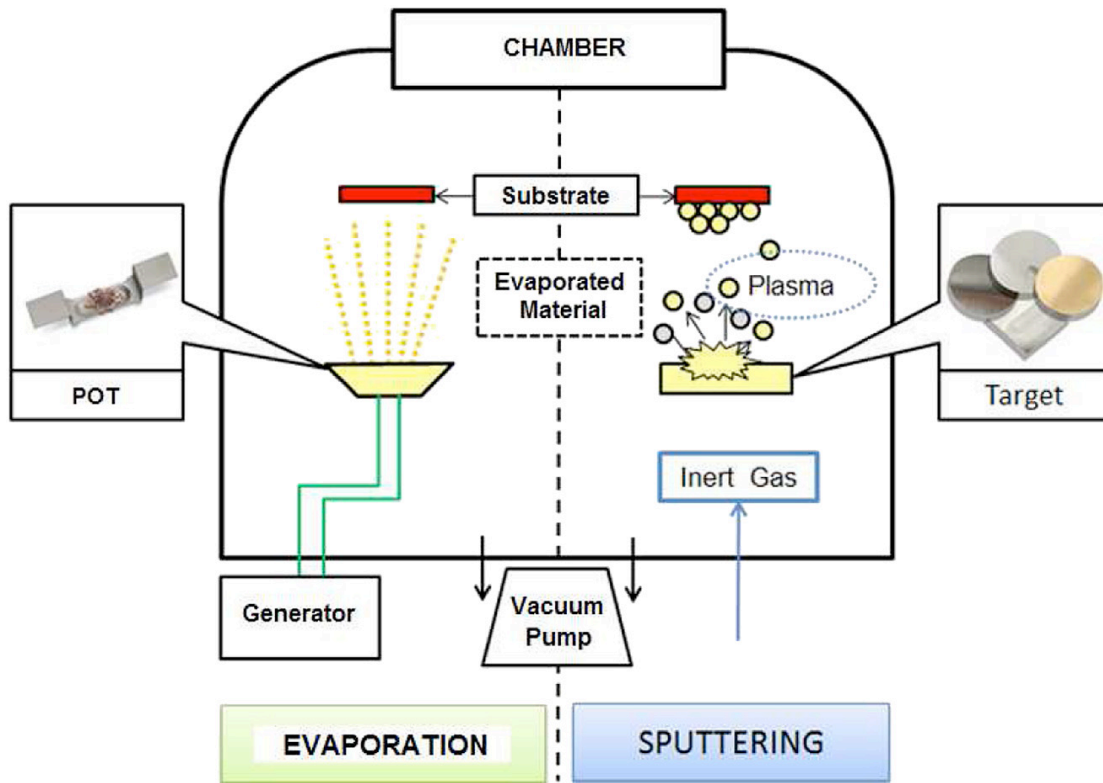 CHAMBER
Substrate
Evaporated
Material
Plasma
POT
Target
Inert Gas
Generator
Vacuum
Pump
EVAPORATION
SPUTTERING